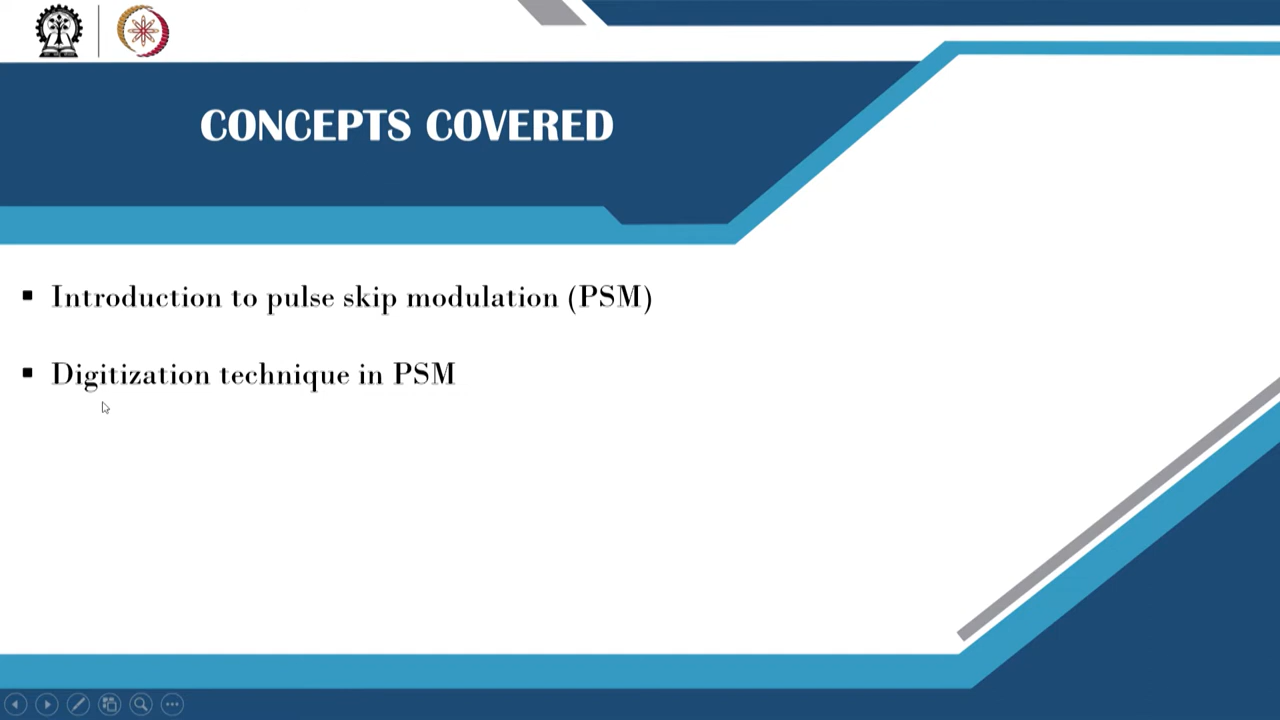 CONCEPTS COVERED
▪ Introduction to pulse skip modulation (PSM)
▪ Digitization technique in PSM